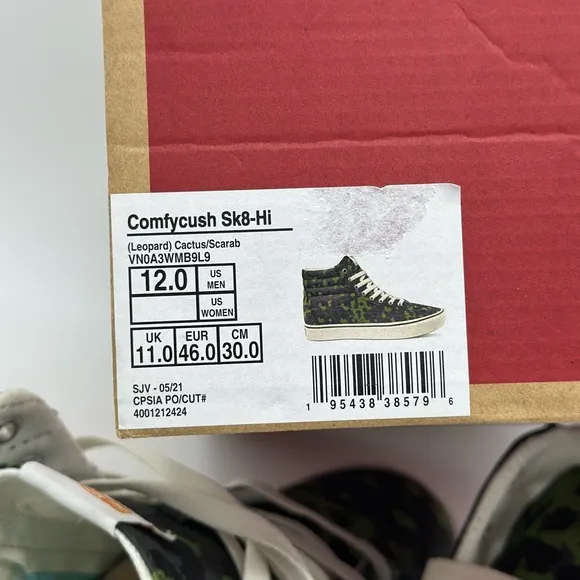 Comfycush Sk8-Hi
(Leopard) Cactus/Scarab
VN0A3WMB9L9
12.0 US MEN
US WOMEN
UK EUR CM
11.0 46.0 30.0
SJV - 05/21
CPSIA PO/CUT#
4001212424
1 95438 38579 6